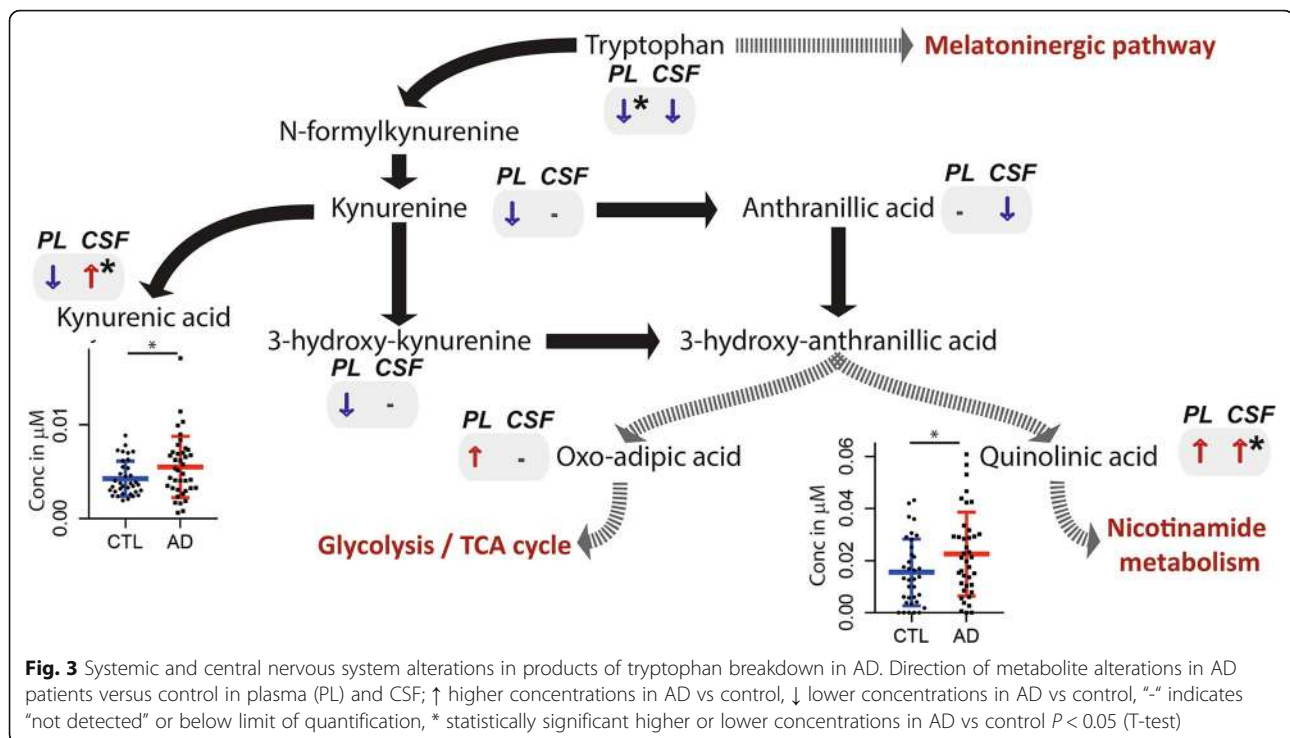 Tryptophan Melatoninergic pathway
PL CSF
↓* ↓
N-formylkynurenine
PL CSF
Kynurenine ↓ -
PL CSF
Anthranillic acid - ↓
PL CSF
↓ ↑*
Kynurenic acid
3-hydroxy-kynurenine 3-hydroxy-anthranillic acid
PL CSF
↓ -
*
Conc in µM
0.01
0.00
CTL AD
PL CSF
↑ - Oxo-adipic acid
PL CSF
Quinolinic acid ↑ ↑*
Glycolysis / TCA cycle
*
Conc in µM
0.06
0.04
0.02
0.00
CTL AD
Nicotinamide
metabolism
Fig. 3 Systemic and central nervous system alterations in products of tryptophan breakdown in AD. Direction of metabolite alterations in AD
patients versus control in plasma (PL) and CSF; ↑ higher concentrations in AD vs control, ↓ lower concentrations in AD vs control, “-“ indicates
“not detected” or below limit of quantification, * statistically significant higher or lower concentrations in AD vs control P < 0.05 (T-test)